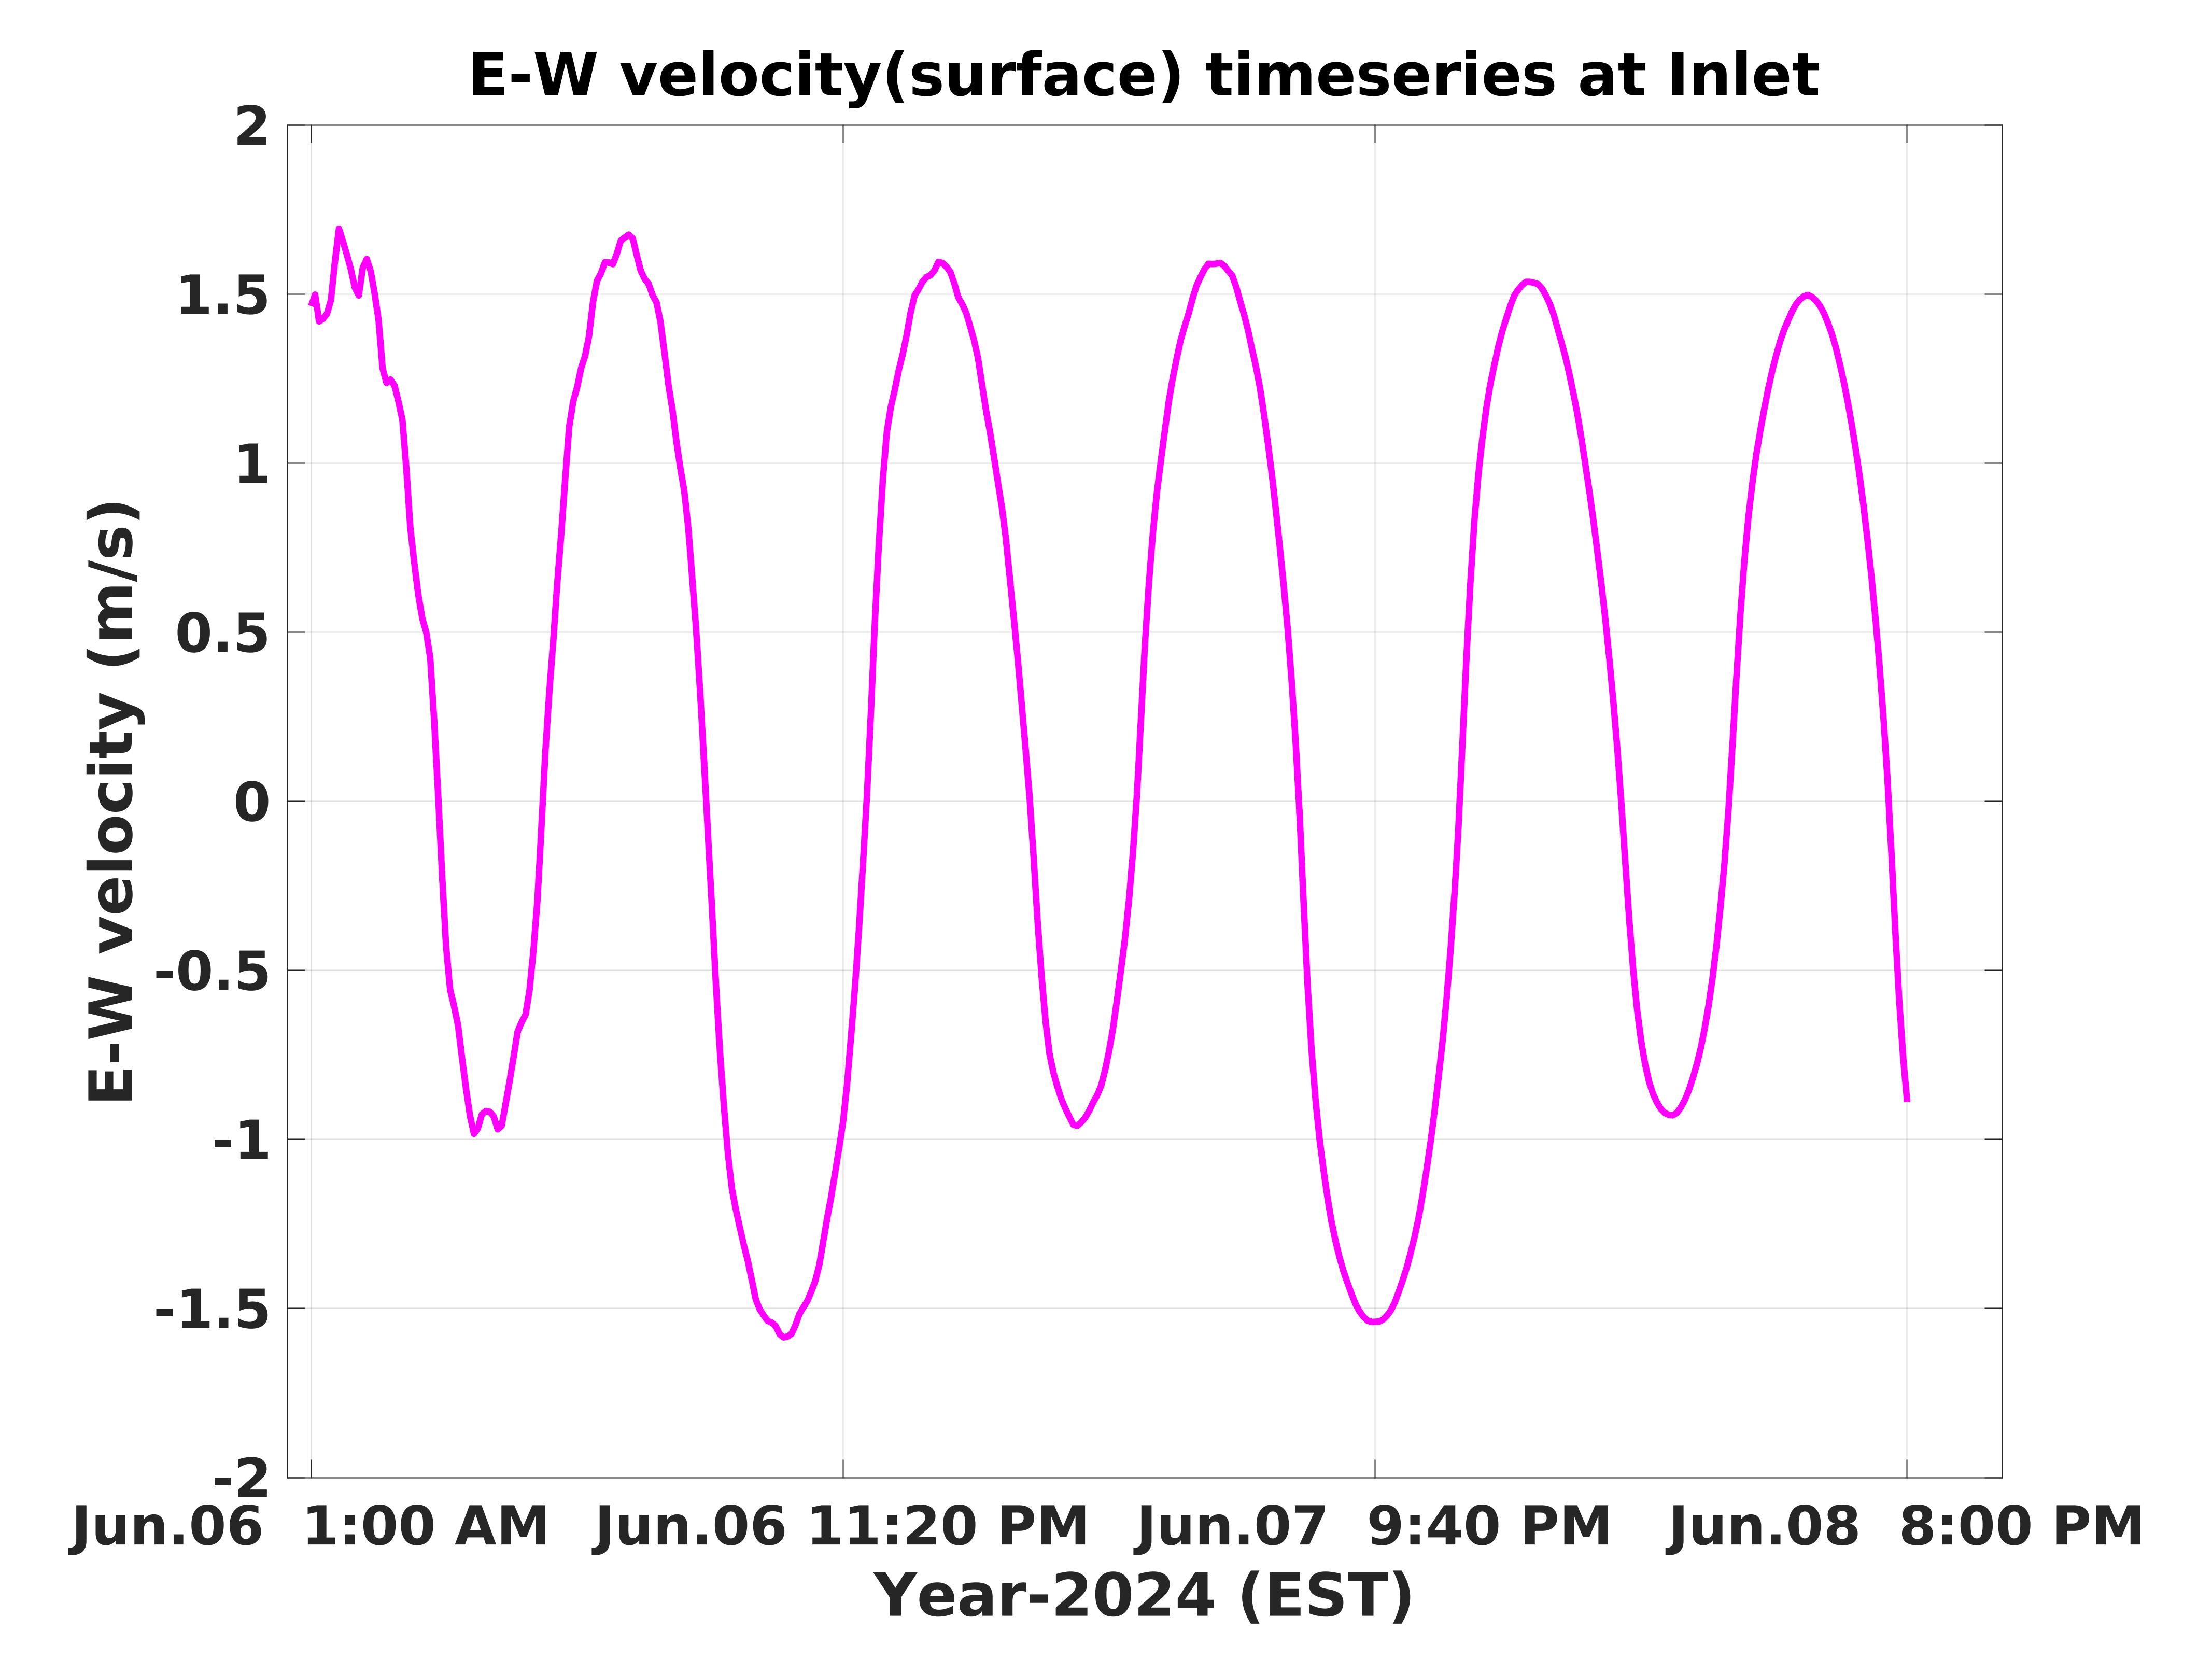 E-W velocity(surface) timeseries at Inlet
E-W velocity (m/s)
2
1.5
1
0.5
0
-0.5
-1
-1.5
-2
Jun.06 1:00 AM Jun.06 11:20 PM Jun.07 9:40 PM Jun.08 8:00 PM
Year-2024 (EST)